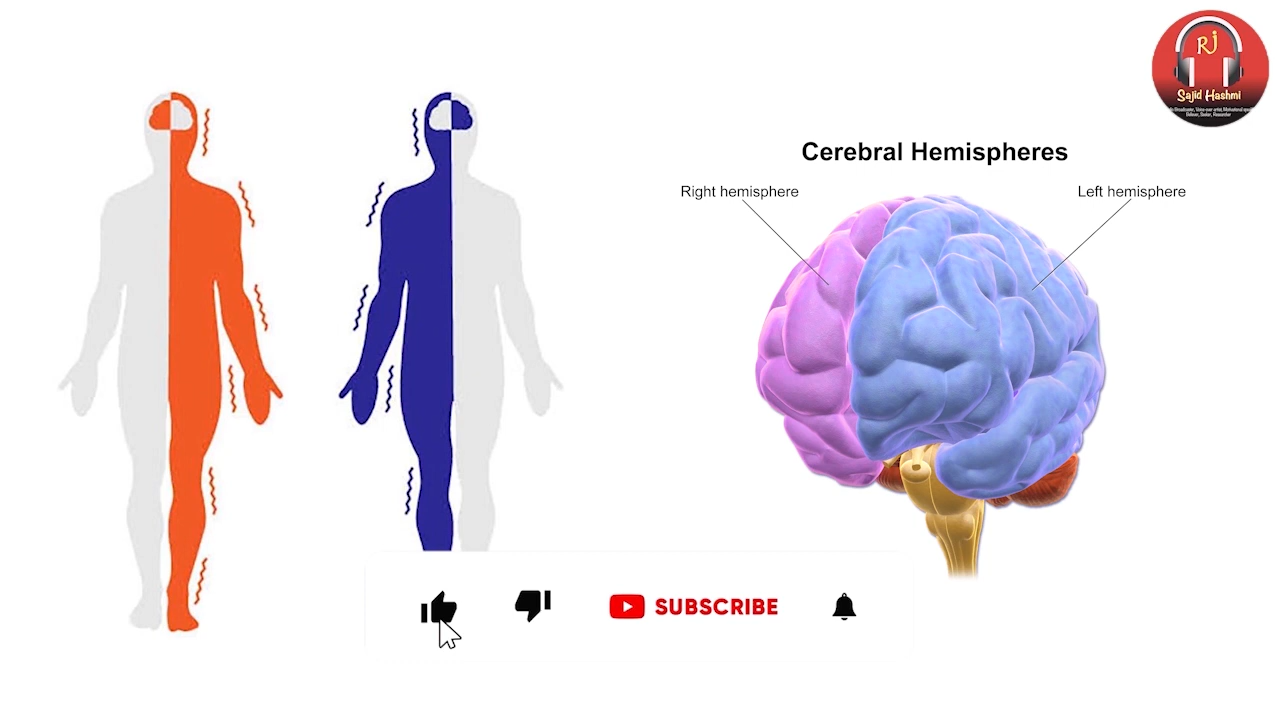 RJ
Sajid Hashmi
Cerebral Hemispheres
Right hemisphere
Left hemisphere
SUBSCRIBE